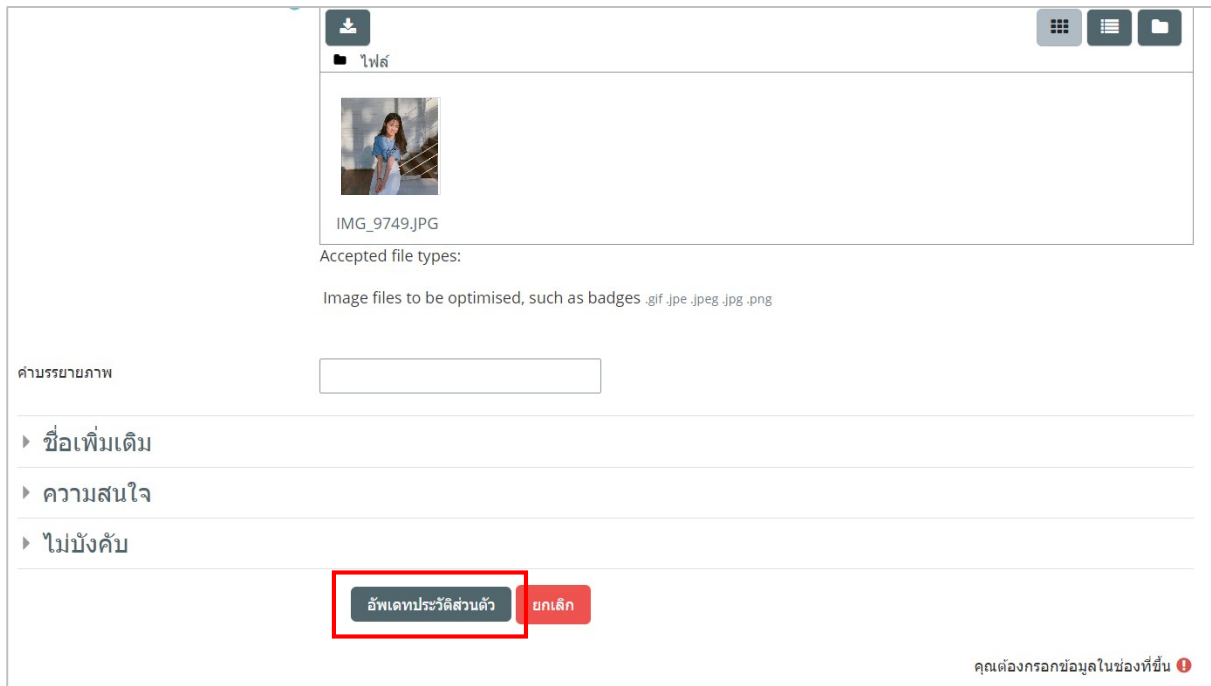 ไฟล์
IMG_9749.JPG
Accepted file types:
Image files to be optimised, such as badges .gif .jpe .jpeg .jpg .png
คำบรรยายภาพ
ชื่อเพิ่มเติม
ความสนใจ
ไม่บังคับ
อัพเดทประวัติส่วนตัว ยกเลิก
คุณต้องกรอกข้อมูลในช่องที่ขึ้น